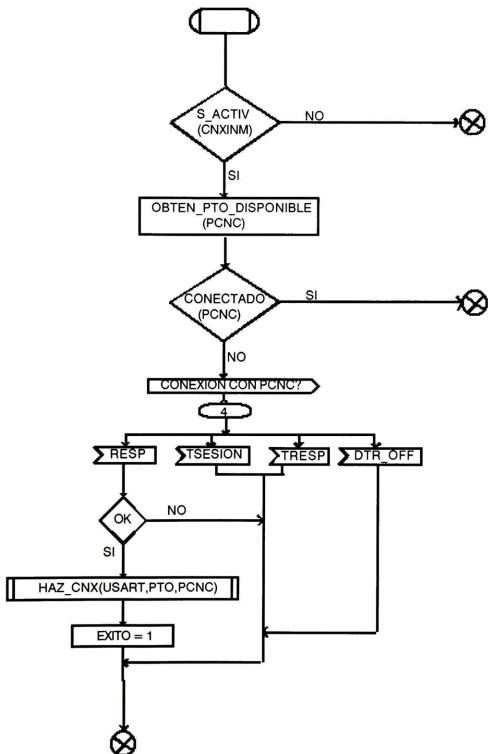 S_ACTIV
(CNXINM)
NO
SI
OBTEN_PTO_DISPONIBLE
(PCNC)
CONECTADO
(PCNC)
SI
NO
CONEXION CON PCNC?
4
RESP
TSESION
TRESP
DTR_OFF
OK
NO
SI
HAZ_CNX(USART,PTO,PCNC)
EXITO = 1